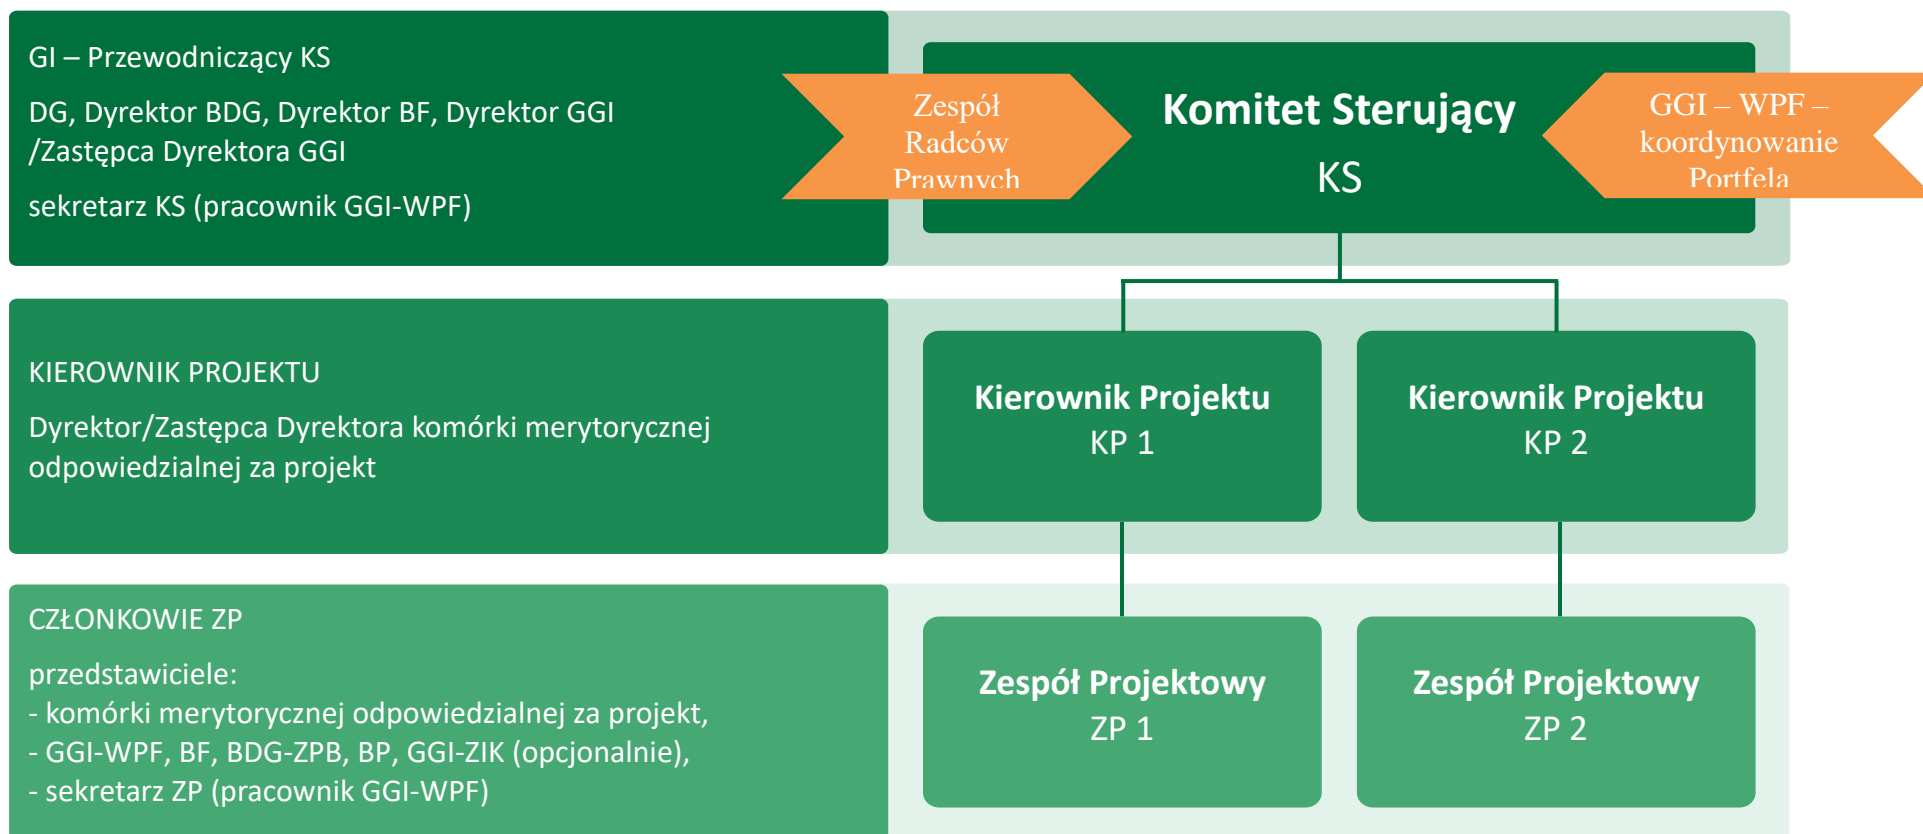 GI – Przewodniczący KS
DG, Dyrektor BDG, Dyrektor BF, Dyrektor GGI
/Zastępca Dyrektora GGI
sekretarz KS (pracownik GGI-WPF)
Zespół
Radców
Prawnych
Komitet Sterujący
KS
GGI – WPF –
koordynowanie
Portfela
KIEROWNIK PROJEKTU
Dyrektor/Zastępca Dyrektora komórki merytorycznej
odpowiedzialnej za projekt
Kierownik Projektu
KP 1
Kierownik Projektu
KP 2
CZŁONKOWIE ZP
przedstawiciele:
- komórki merytorycznej odpowiedzialnej za projekt,
- GGI-WPF, BF, BDG-ZPB, BP, GGI-ZIK (opcjonalnie),
- sekretarz ZP (pracownik GGI-WPF)
Zespół Projektowy
ZP 1
Zespół Projektowy
ZP 2